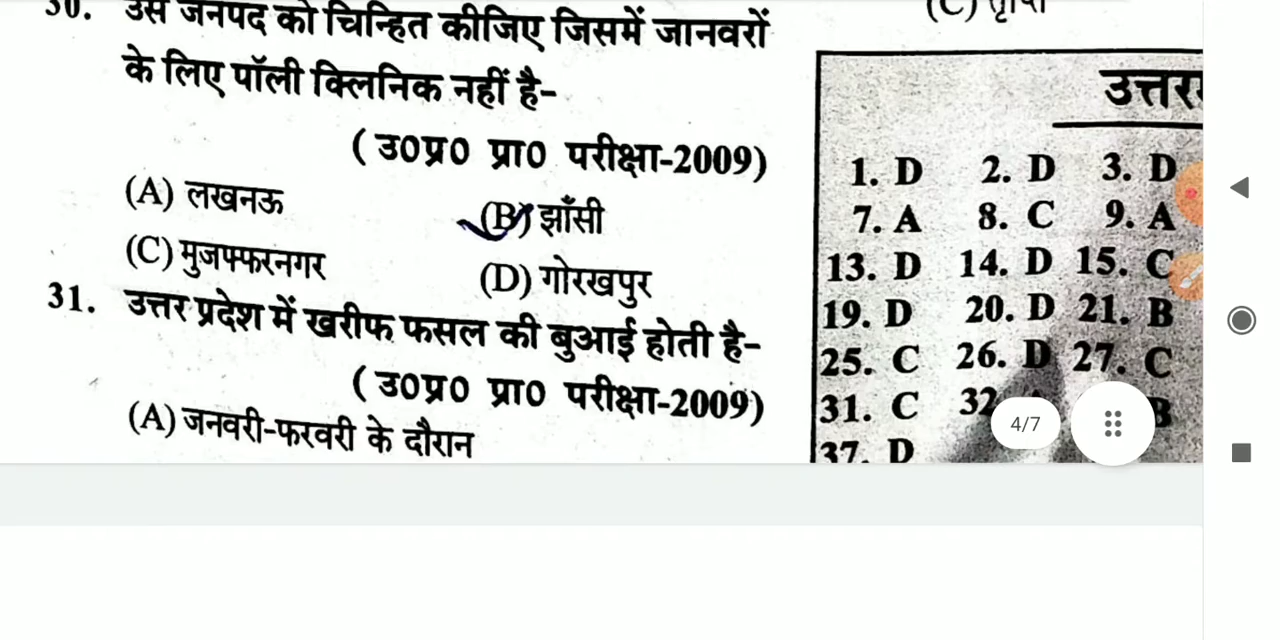 30. उस जनपद को चिन्हित कीजिए जिसमें जानवरों
के लिए पॉली क्लिनिक नहीं है-
( उ0प्र0 प्रा0 परीक्षा-2009)
(A) लखनऊ
(B) झाँसी
(C) मुजफ्फरनगर
(D) गोरखपुर
31. उत्तर प्रदेश में खरीफ फसल की बुआई होती है-
( उ0प्र0 प्रा0 परीक्षा-2009)
(A) जनवरी-फरवरी के दौरान
(C)
1. D 2. D 3. D
7. A 8. C 9. A
13. D 14. D 15. C
19. D 20. D 21. B
25. C 26. D 27. C
31. C 32 B
37. D
4/7